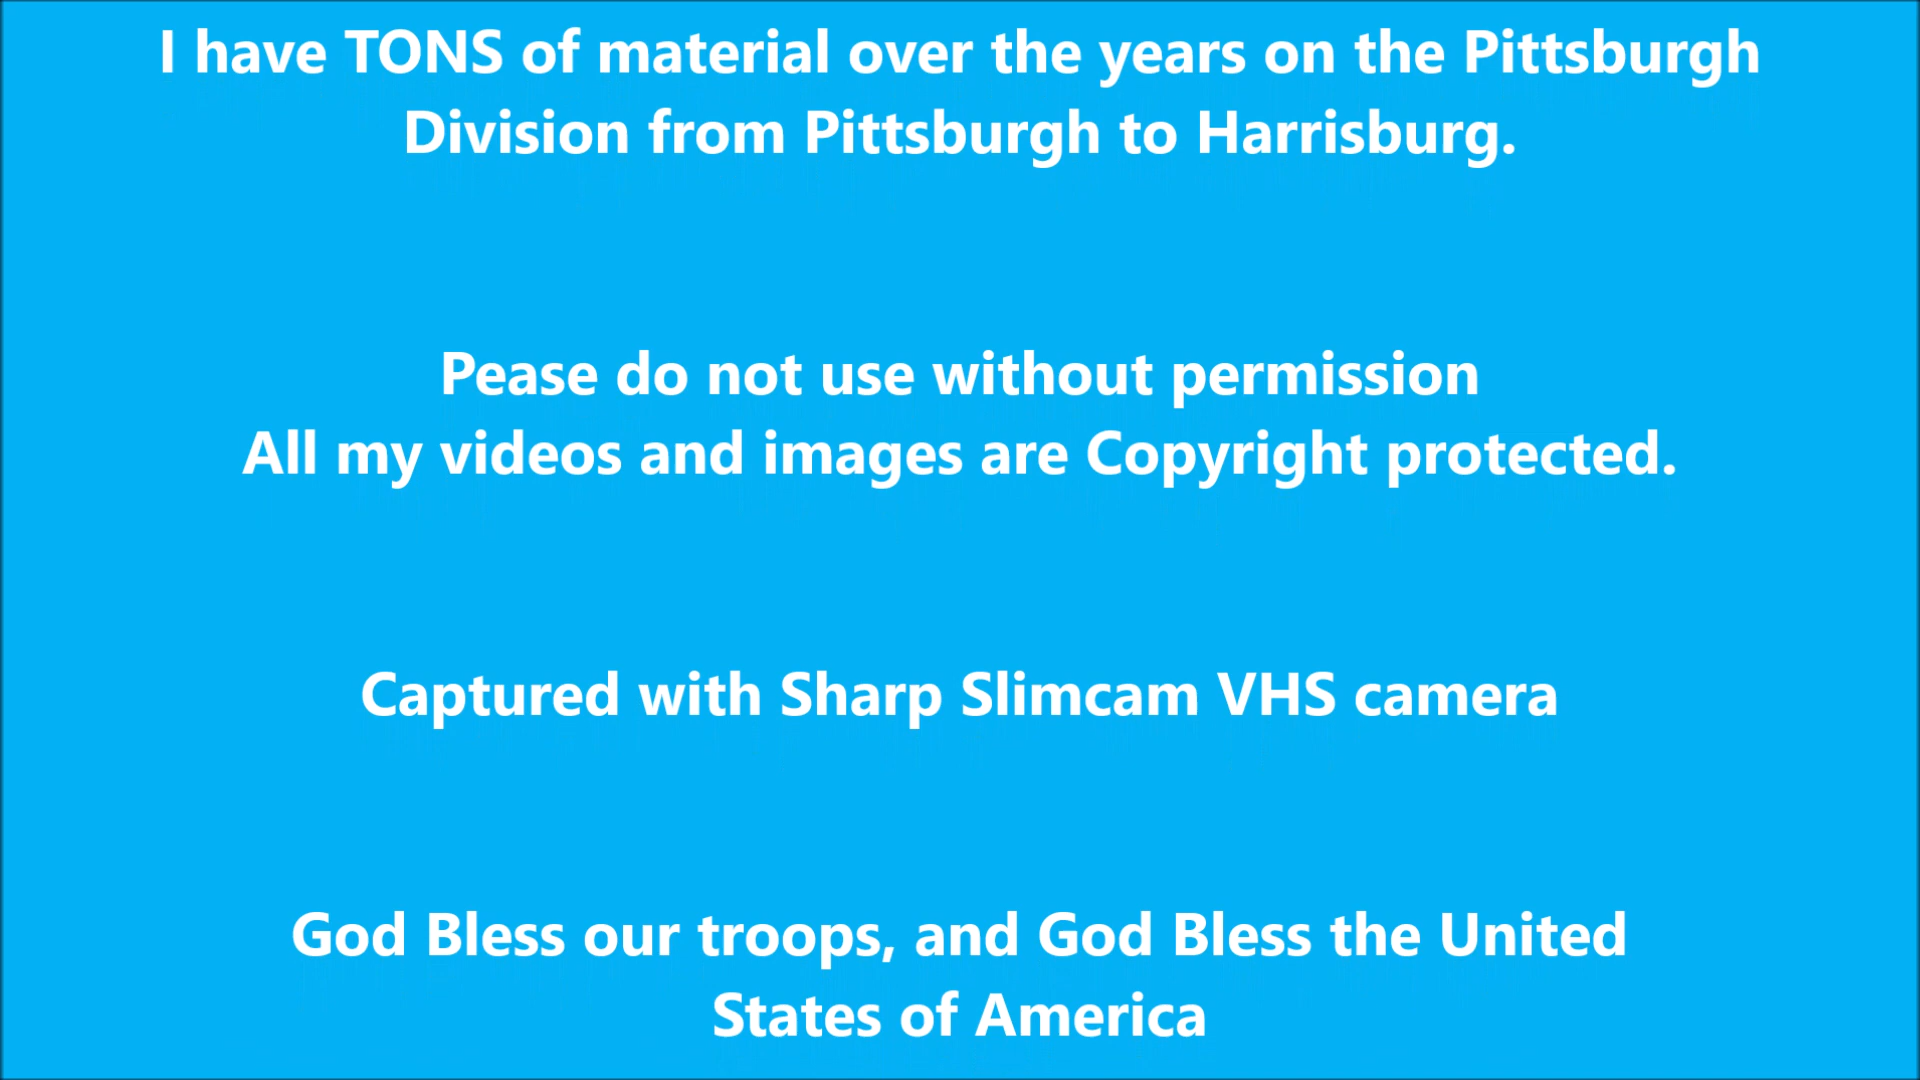 I have TONS of material over the years on the Pittsburgh
Division from Pittsburgh to Harrisburg.
Pease do not use without permission
All my videos and images are Copyright protected.
Captured with Sharp Slimcam VHS camera
God Bless our troops, and God Bless the United
States of America